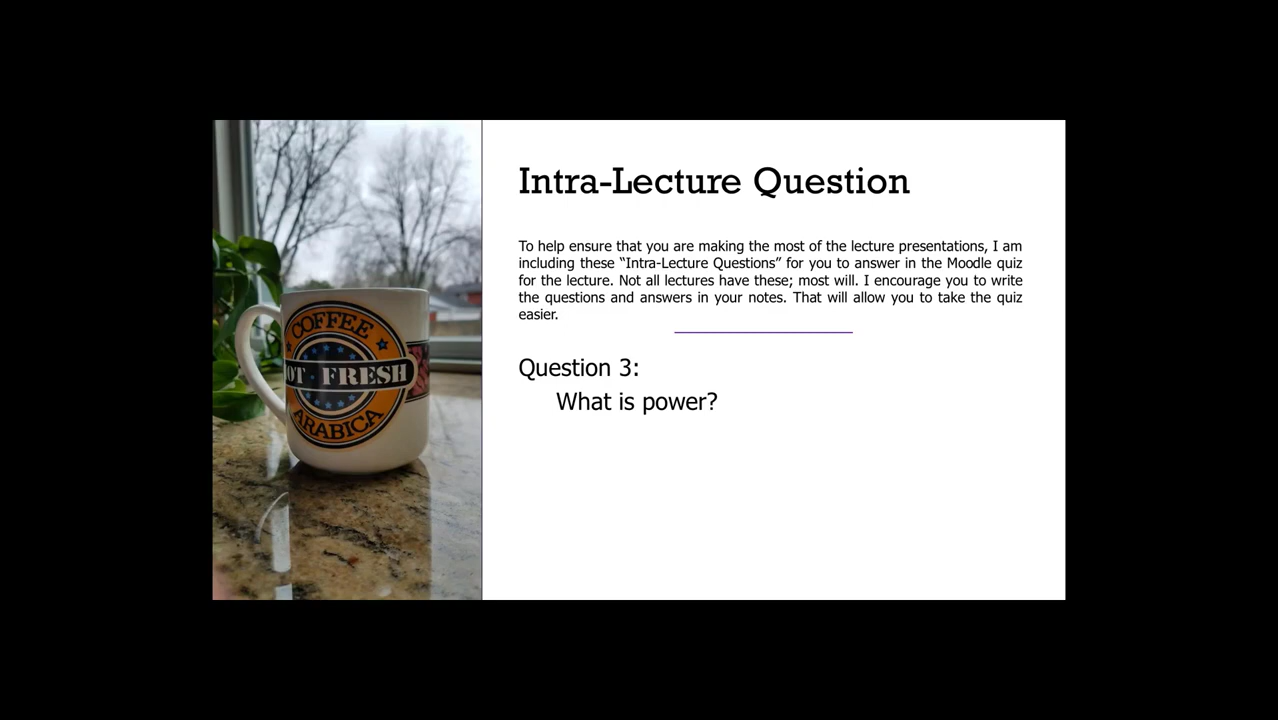 Intra-Lecture Question
To help ensure that you are making the most of the lecture presentations, I am
including these “Intra-Lecture Questions” for you to answer in the Moodle quiz
for the lecture. Not all lectures have these; most will. I encourage you to write
the questions and answers in your notes. That will allow you to take the quiz
easier.
Question 3:
What is power?
COFFEE
OT FRESH
ARABICA